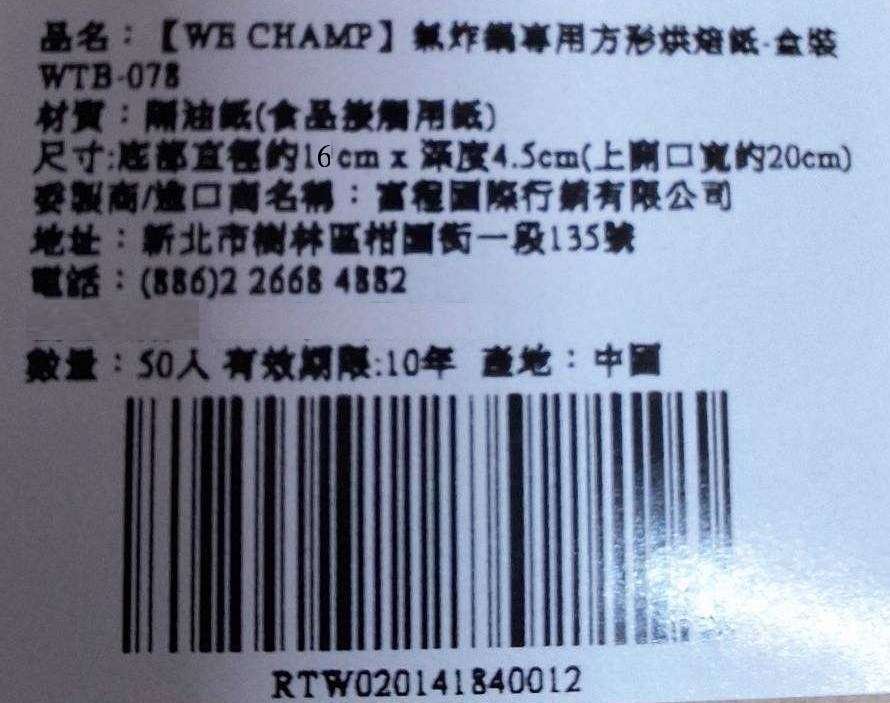 品名：【WE CHAMP】氣炸鍋專用方形烘焙紙-盒裝
WTB-078
材質：隔油紙(食品接觸用紙)
尺寸:底部直徑約16cm x 深度4.5cm(上開口寬約20cm)
委製商/進口商名稱：富程國際行銷有限公司
地址：新北市樹林區柑園街一段135號
電話：(886)2 2668 4882
數量：50入 有效期限:10年 產地：中國
RTW020141840012